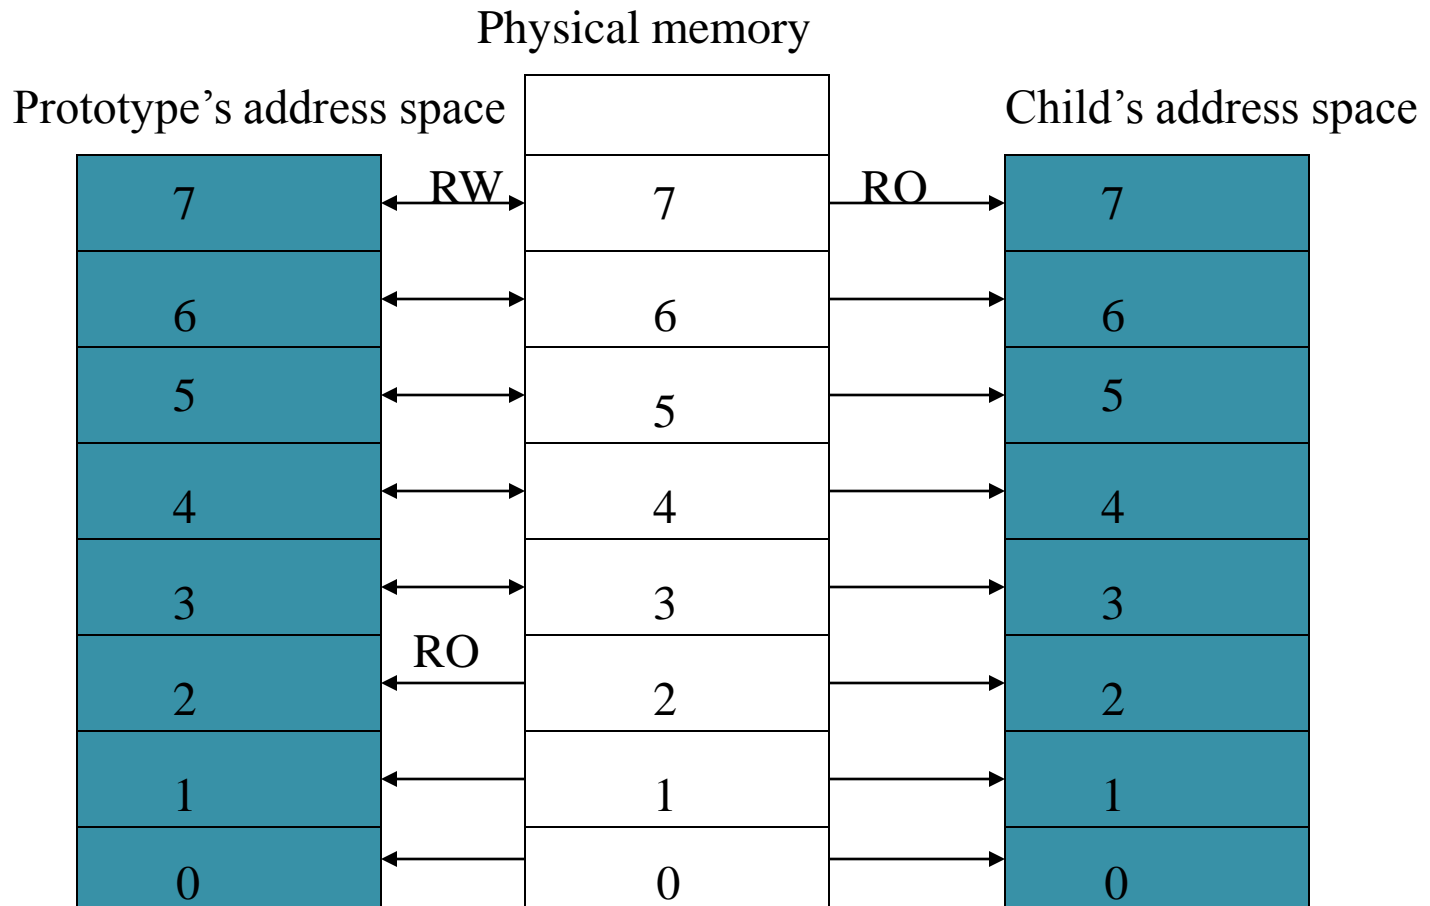 Physical memory
Prototype’s address space
Child’s address space
7 RW 7 RO 7
6 6 6
5 5 5
4 4 4
3 3 3
RO
2 2 2
1 1 1
0 0 0